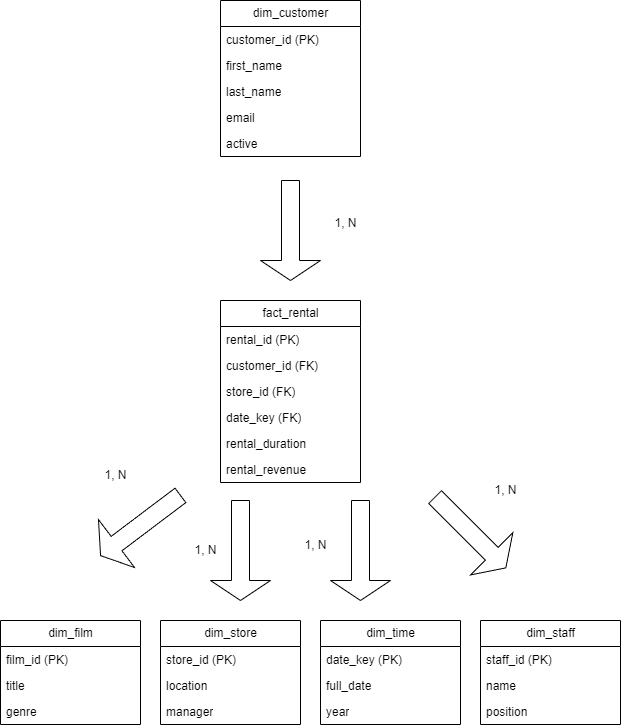 dim_customer
customer_id (PK)
first_name
last_name
email
active
1, N
fact_rental
rental_id (PK)
customer_id (FK)
store_id (FK)
date_key (FK)
rental_duration
rental_revenue
1, N
1, N
1, N
1, N
dim_film
film_id (PK)
title
genre
dim_store
store_id (PK)
location
manager
dim_time
date_key (PK)
full_date
year
dim_staff
staff_id (PK)
name
position